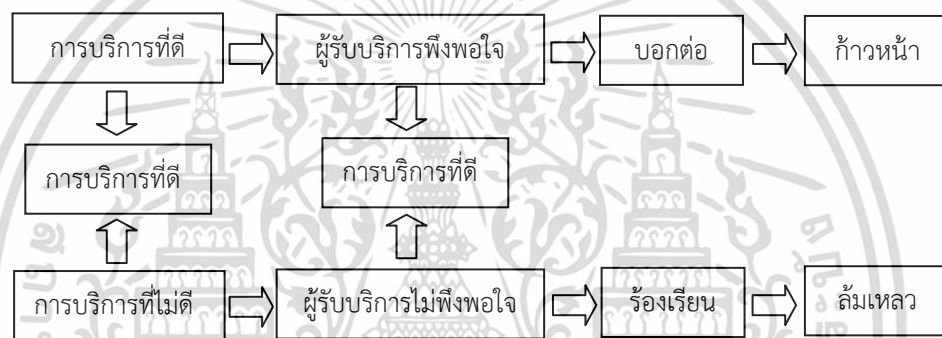 การบริการที่ดี ผู้รับบริการพึงพอใจ บอกต่อ ก้าวหน้า
การบริการที่ดี การบริการที่ดี
การบริการที่ไม่ดี ผู้รับบริการไม่พึงพอใจ ร้องเรียน ล้มเหลว